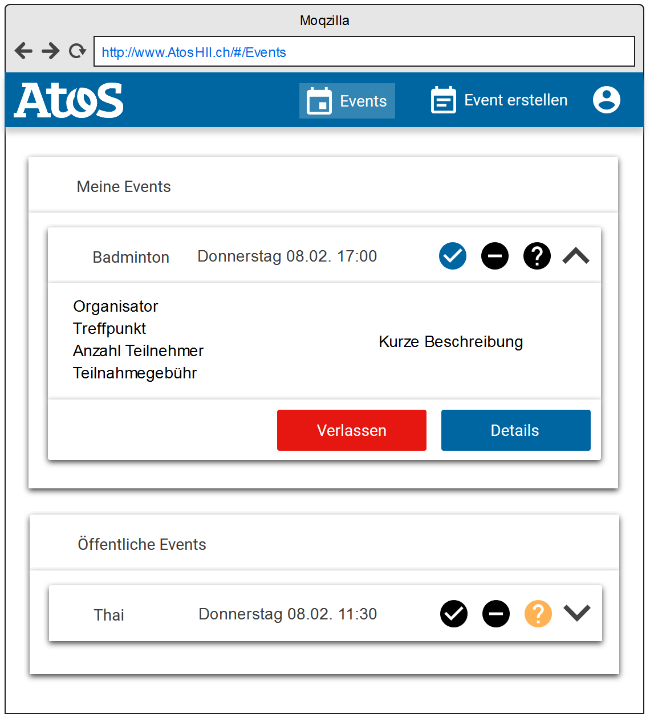 Moqzilla
http://www.AtosHII.ch/#/Events
Atos
Events
Event erstellen
Meine Events
Badminton Donnerstag 08.02. 17:00
Organisator
Treffpunkt
Anzahl Teilnehmer
Teilnahmegebühr
Kurze Beschreibung
Verlassen
Details
Öffentliche Events
Thai Donnerstag 08.02. 11:30